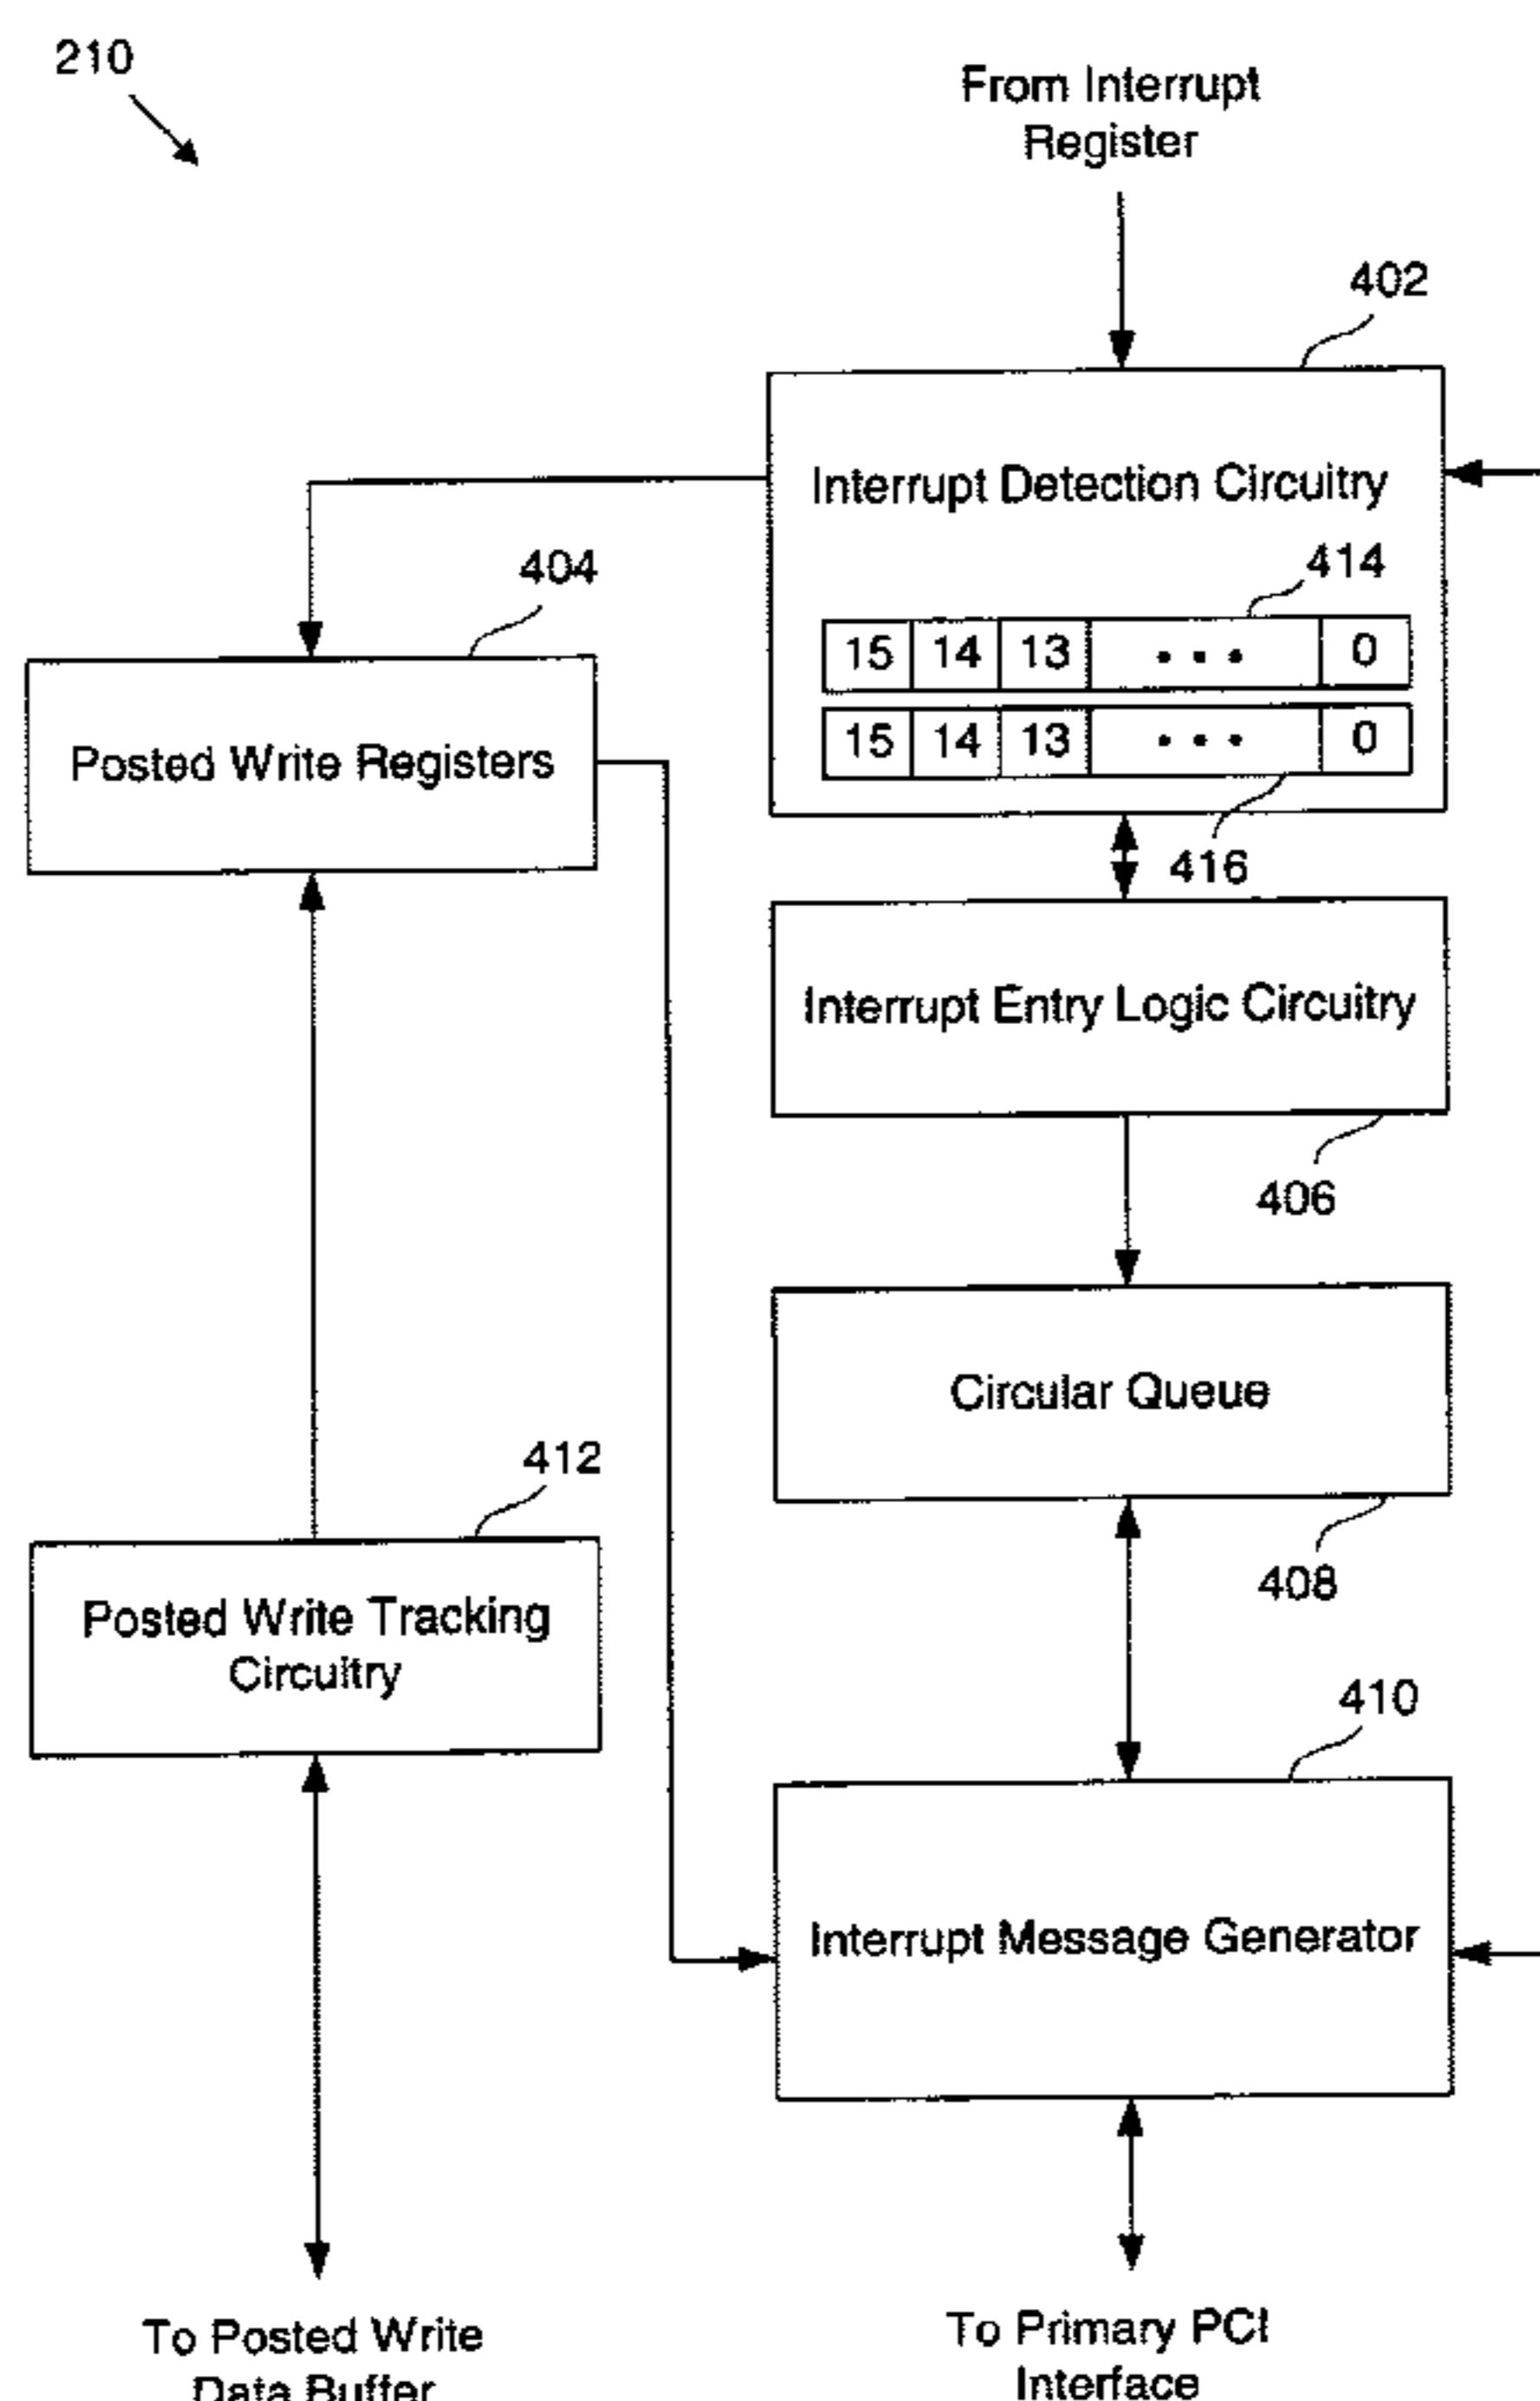 210
From Interrupt
Register
402
Interrupt Detection Circuitry
414
15 14 13 • • • 0
15 14 13 • • • 0
416
404
Posted Write Registers
Interrupt Entry Logic Circuitry
406
Circular Queue
408
412
Posted Write Tracking
Circuitry
410
Interrupt Message Generator
To Posted Write
Data Buffer
To Primary PCI
Interface